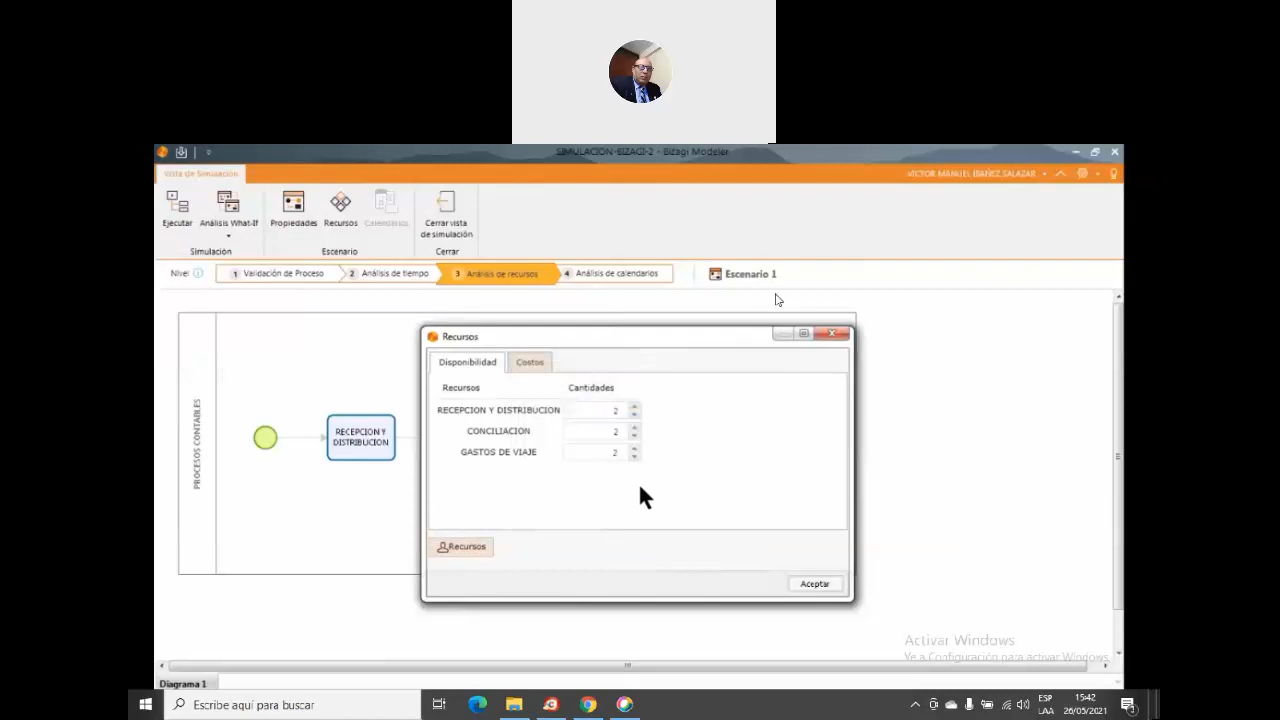 SIMULACION-BIZAGI-2 - Bizagi Modeler
Vista de Simulación
VICTOR MANUEL IBAÑEZ SALAZAR
Ejecutar
Análisis What-If
Propiedades
Recursos
Calendarios
Cerrar vista
de simulación
Simulación
Escenario
Cerrar
Nivel
1 Validación de Proceso
2 Análisis de tiempo
3 Análisis de recursos
4 Análisis de calendarios
Escenario 1
PROCESOS CONTABLES
RECEPCION Y
DISTRIBUCION
Recursos
Disponibilidad
Costos
Recursos
Cantidades
RECEPCION Y DISTRIBUCION 2
CONCILIACION 2
GASTOS DE VIAJE 2
Recursos
Aceptar
Activar Windows
Ve a Configuración para activar Windows.
Diagrama 1
Escribe aquí para buscar
ESP
LAA
15:42
26/05/2021
3